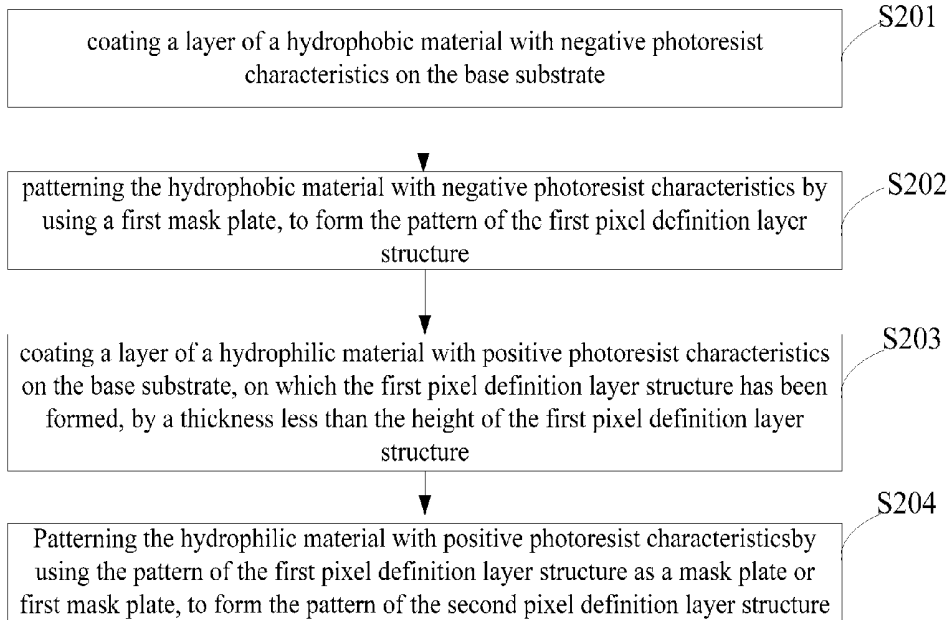 S201
coating a layer of a hydrophobic material with negative photoresist
characteristics on the base substrate
S202
patterning the hydrophobic material with negative photoresist characteristics by
using a first mask plate, to form the pattern of the first pixel definition layer
structure
S203
coating a layer of a hydrophilic material with positive photoresist characteristics
on the base substrate, on which the first pixel definition layer structure has been
formed, by a thickness less than the height of the first pixel definition layer
structure
S204
Patterning the hydrophilic material with positive photoresist characteristicsby
using the pattern of the first pixel definition layer structure as a mask plate or
first mask plate, to form the pattern of the second pixel definition layer structure